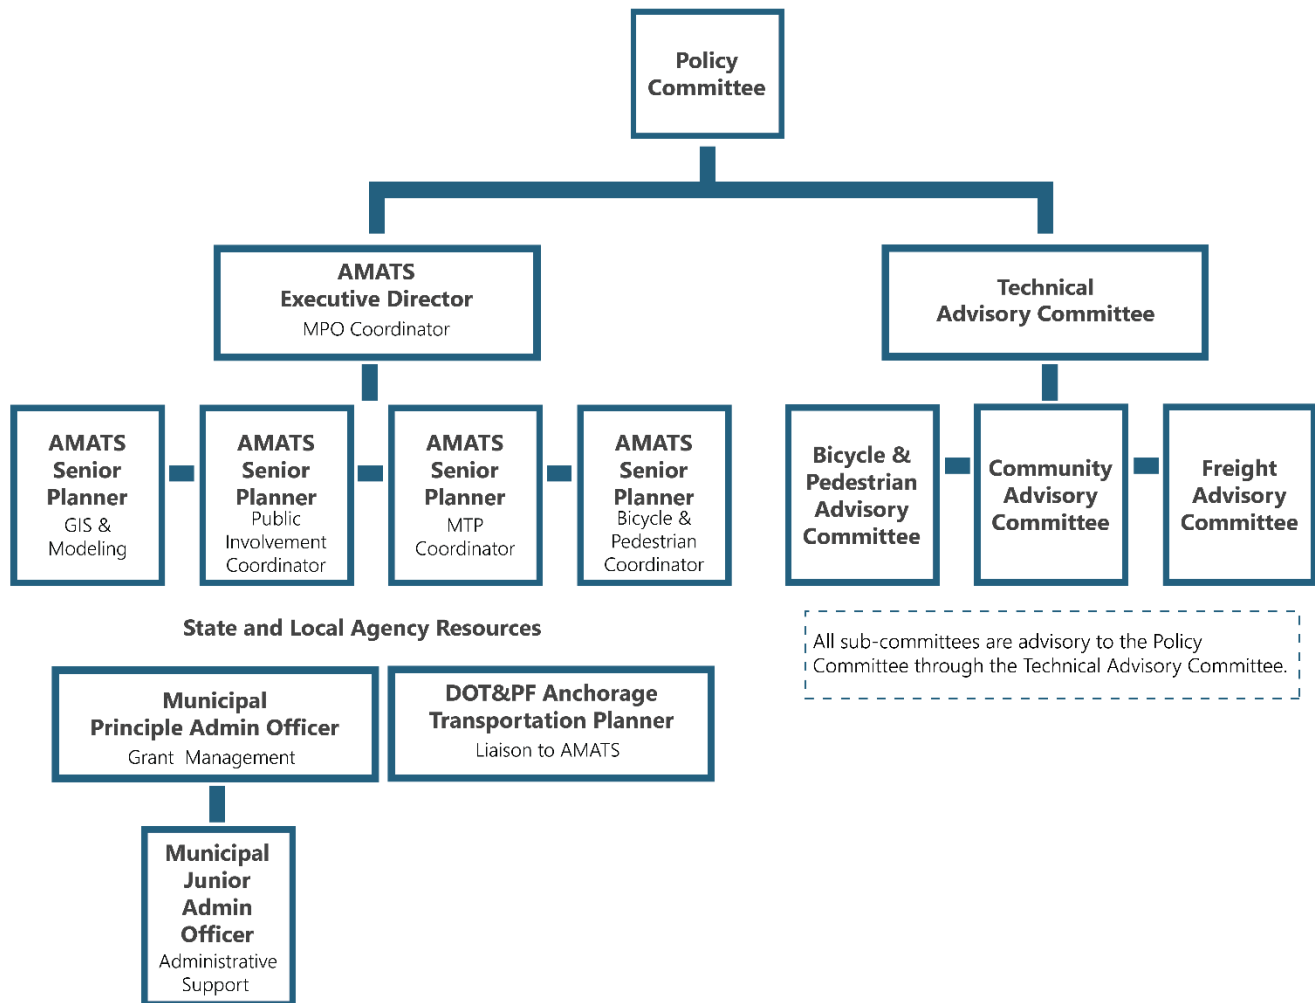 Policy
Committee
AMATS
Executive Director
MPO Coordinator
Technical
Advisory Committee
AMATS
Senior
Planner
GIS &
Modeling
AMATS
Senior
Planner
Public
Involvement
Coordinator
AMATS
Senior
Planner
MTP
Coordinator
AMATS
Senior
Planner
Bicycle &
Pedestrian
Coordinator
Bicycle &
Pedestrian
Advisory
Committee
Community
Advisory
Committee
Freight
Advisory
Committee
All sub-committees are advisory to the Policy
Committee through the Technical Advisory Committee.
State and Local Agency Resources
Municipal
Principle Admin Officer
Grant Management
DOT&PF Anchorage
Transportation Planner
Liaison to AMATS
Municipal
Junior
Admin
Officer
Administrative
Support